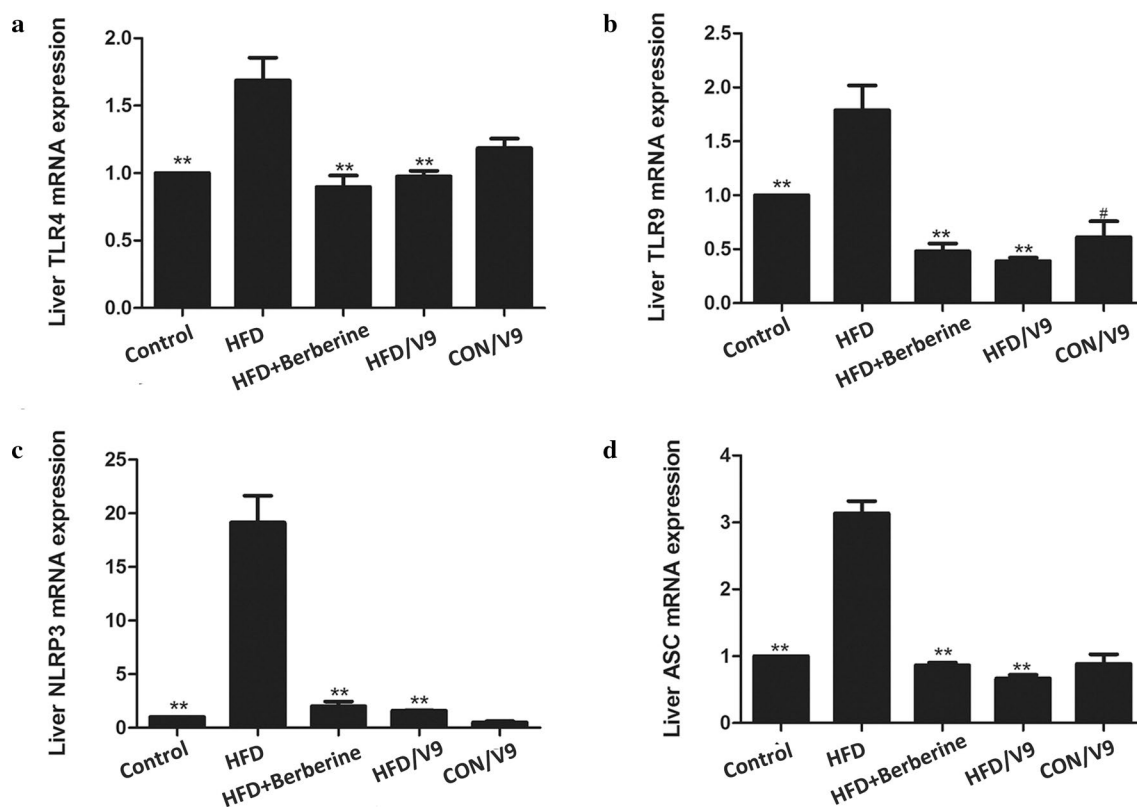 a
Liver TLR4 mRNA expression
2.0
1.5
1.0
0.5
0.0
**
**
**
Control
HFD
HFD+Berberine
HFD/V9
CON/V9
b
Liver TLR9 mRNA expression
2.5
2.0
1.5
1.0
0.5
0.0
**
**
**
#
Control
HFD
HFD+Berberine
HFD/V9
CON/V9
c
Liver NLRP3 mRNA expression
25
20
15
10
5
0
**
**
**
Control
HFD
HFD+Berberine
HFD/V9
CON/V9
d
Liver ASC mRNA expression
4
3
2
1
0
**
**
**
Control
HFD
HFD+Berberine
HFD/V9
CON/V9